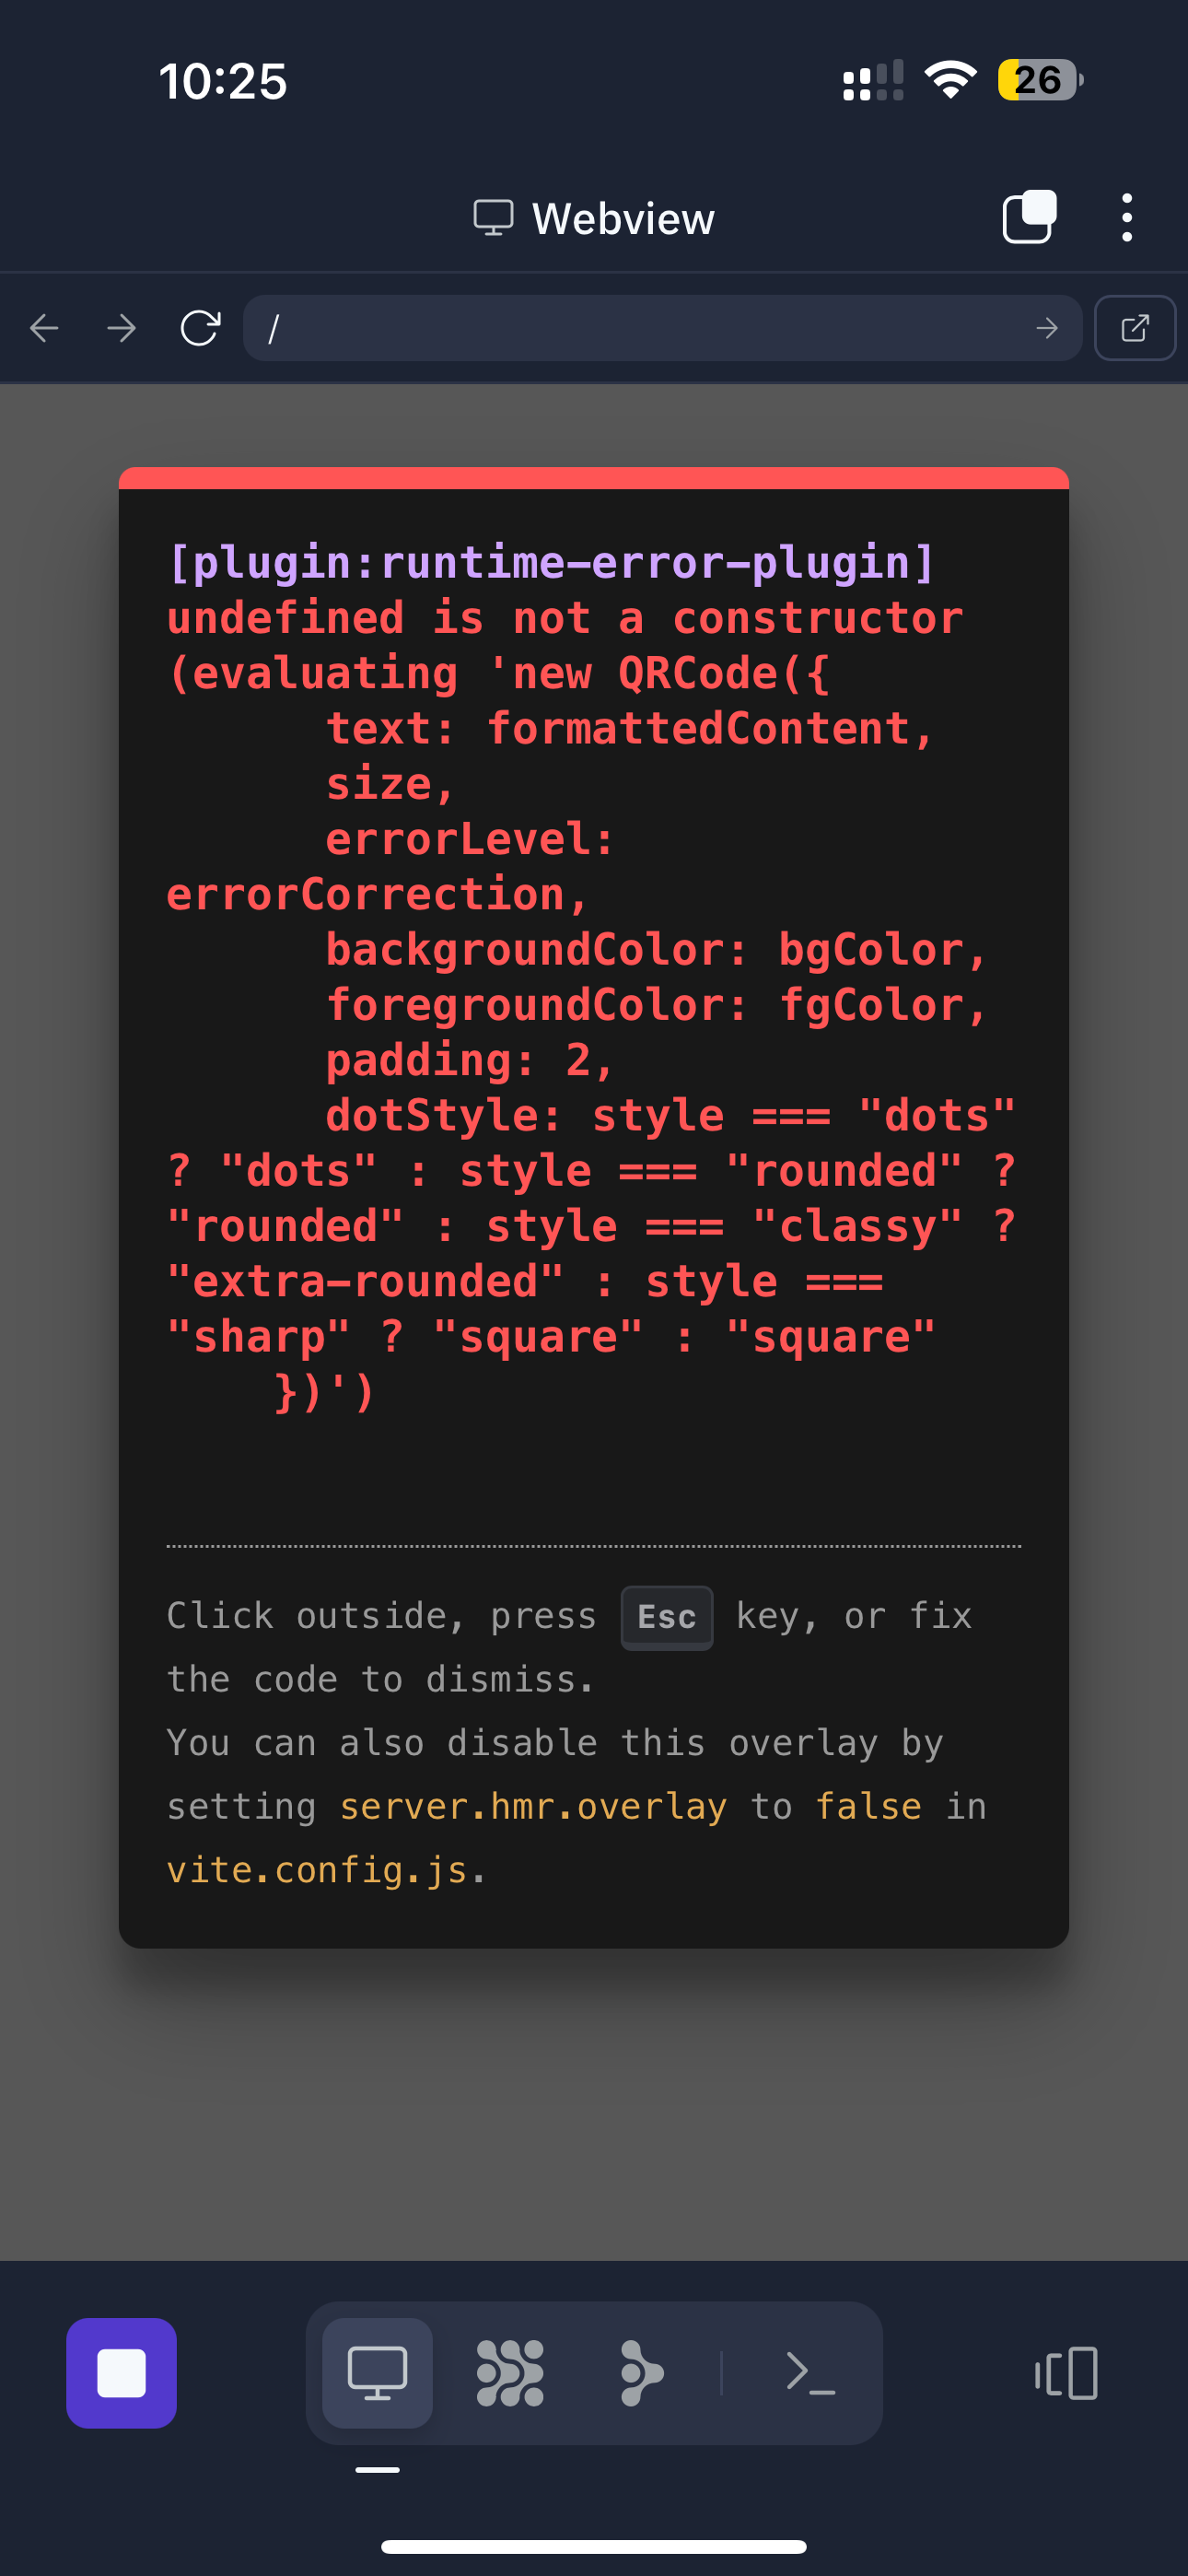 10:25
26
Webview
/
[plugin:runtime-error-plugin]
undefined is not a constructor
(evaluating 'new QRCode({
      text: formattedContent,
      size,
      errorLevel:
errorCorrection,
      backgroundColor: bgColor,
      foregroundColor: fgColor,
      padding: 2,
      dotStyle: style === "dots"
? "dots" : style === "rounded" ?
"rounded" : style === "classy" ?
"extra-rounded" : style ===
"sharp" ? "square" : "square"
    })')
Click outside, press Esc key, or fix
the code to dismiss.
You can also disable this overlay by
setting server.hmr.overlay to false in
vite.config.js.